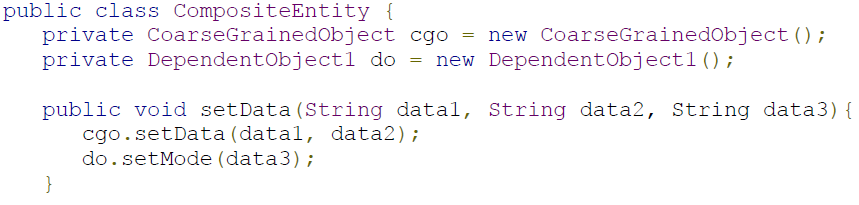 public class CompositeEntity {
private CoarseGrainedObject cgo = new CoarseGrainedObject();
private DependentObject1 do = new DependentObject1();
public void setData(String data1, String data2, String data3){
cgo.setData(data1, data2);
do.setMode(data3);
}